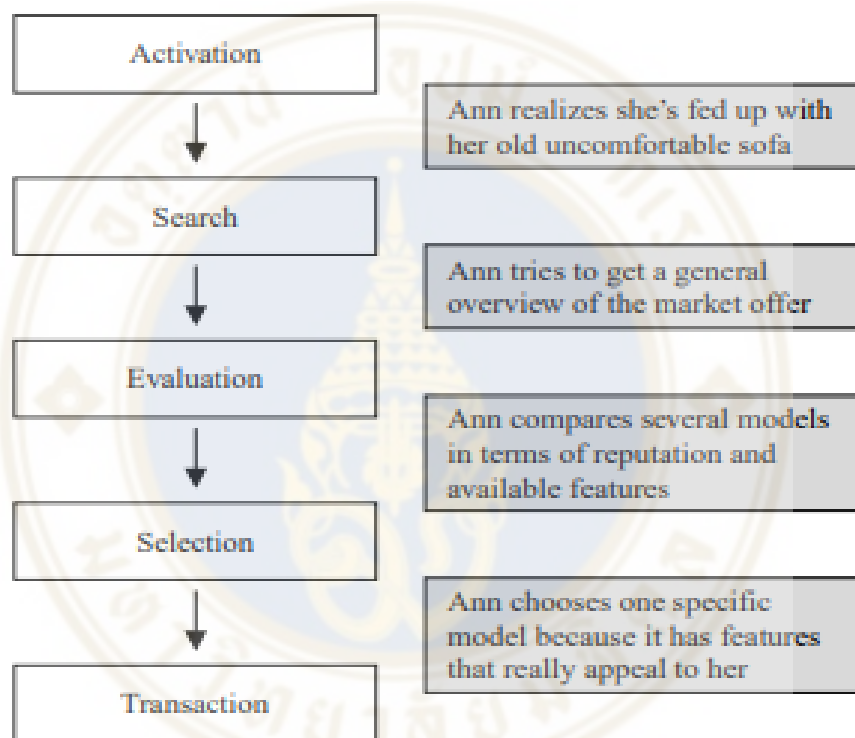 Activation
Ann realizes she's fed up with
her old uncomfortable sofa
Search
Ann tries to get a general
overview of the market offer
Evaluation
Ann compares several models
in terms of reputation and
available features
Selection
Ann chooses one specific
model because it has features
that really appeal to her
Transaction